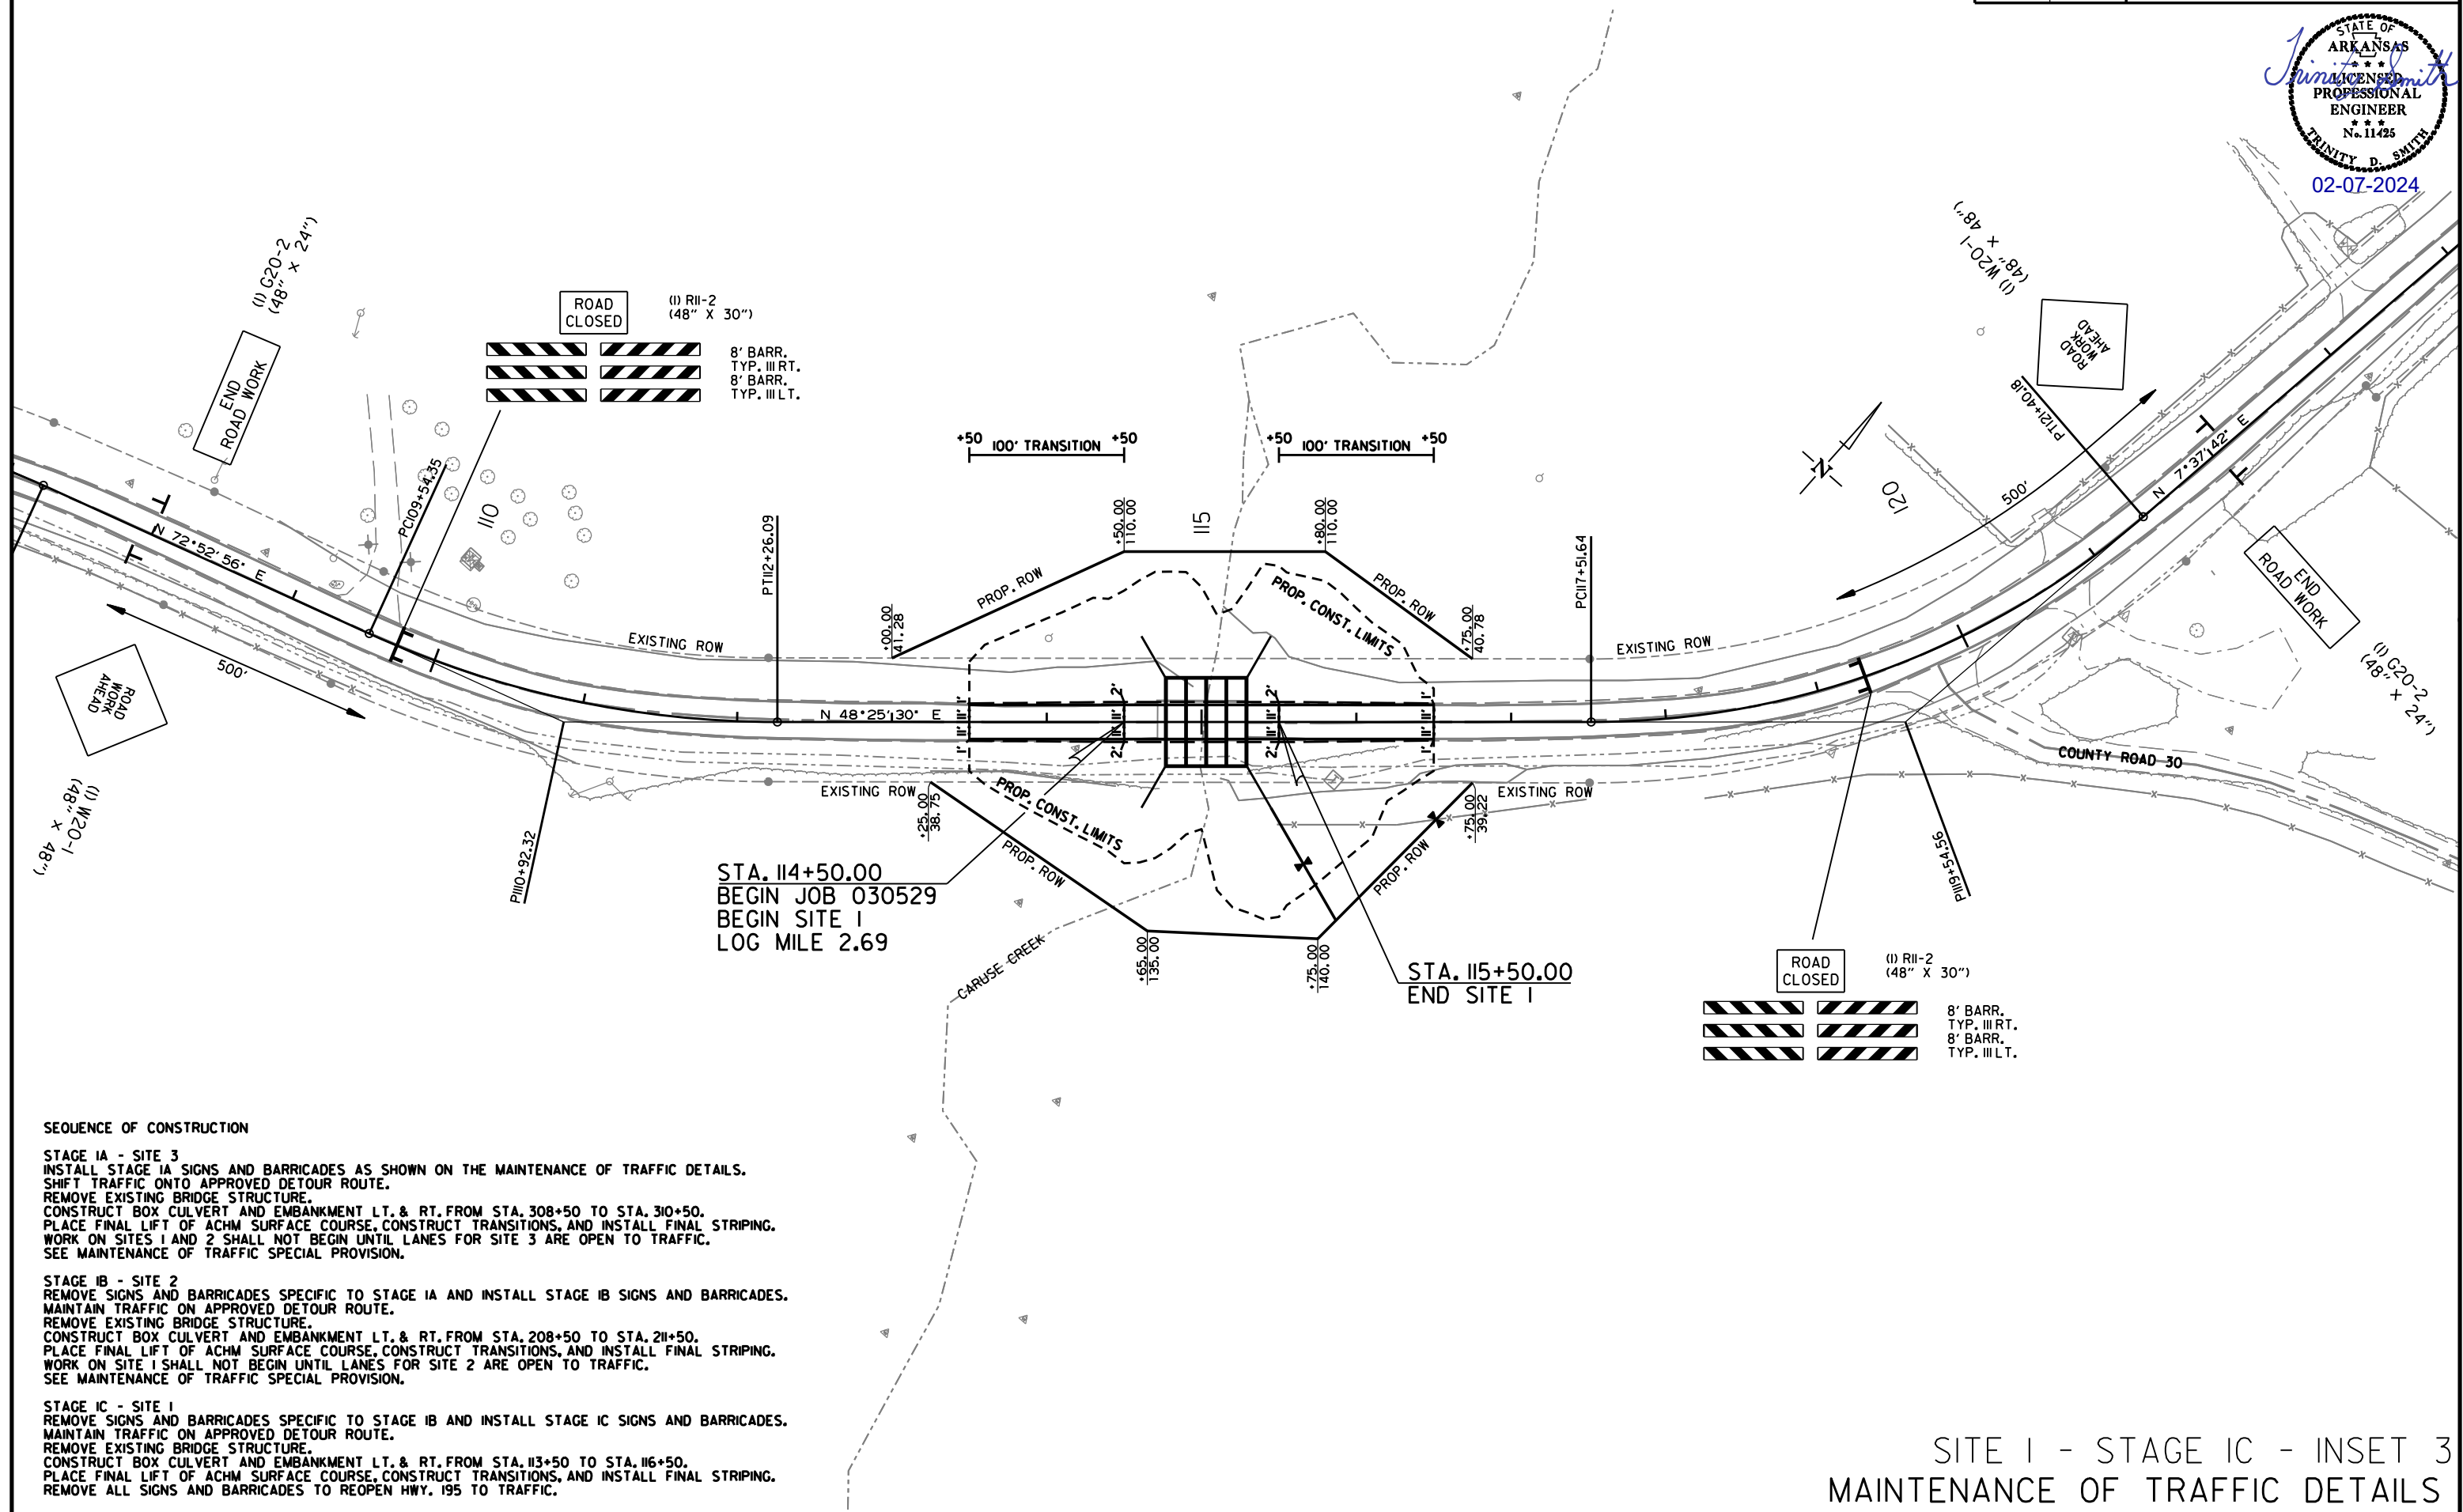 STATE OF
ARKANSAS
LICENSED
PROFESSIONAL
ENGINEER
No. 11425
TRINITY D. SMITH
Trinity Smith
02-07-2024
(1) G20-2
(48" X 24")
END
ROAD WORK
ROAD
CLOSED
(1) R11-2
(48" X 30")
8' BARR.
TYP. III RT.
8' BARR.
TYP. III LT.
(1) W20-1
(48" X 48")
ROAD
WORK
AHEAD
PT121+40.18
N 7°37'42" E
500'
120
N
+50 100' TRANSITION +50
+50 100' TRANSITION +50
PC109+54.35
110
N 72°52'56" E
500'
ROAD
WORK
AHEAD
(1) W20-1
(48" X 48")
PI110+92.32
PT112+26.09
EXISTING ROW
+00.00
41.28
PROP. ROW
+50.00
110.00
115
+80.00
110.00
PROP. CONST. LIMITS
PROP. ROW
+75.00
40.78
PC117+51.64
EXISTING ROW
N 48°25'30" E
1' 11' 11' 1'
2' 11' 11' 2'
2' 11' 11' 2'
1' 11' 11' 1'
EXISTING ROW
+25.00
38.75
PROP. CONST. LIMITS
PROP. ROW
+65.00
135.00
+75.00
140.00
PROP. ROW
+75.00
39.22
EXISTING ROW
CARUSE CREEK
STA. 114+50.00
BEGIN JOB 030529
BEGIN SITE 1
LOG MILE 2.69
STA. 115+50.00
END SITE 1
COUNTY ROAD 30
END
ROAD WORK
(1) G20-2
(48" X 24")
PI119+54.56
ROAD
CLOSED
(1) R11-2
(48" X 30")
8' BARR.
TYP. III RT.
8' BARR.
TYP. III LT.
SEQUENCE OF CONSTRUCTION
STAGE 1A - SITE 3
INSTALL STAGE 1A SIGNS AND BARRICADES AS SHOWN ON THE MAINTENANCE OF TRAFFIC DETAILS.
SHIFT TRAFFIC ONTO APPROVED DETOUR ROUTE.
REMOVE EXISTING BRIDGE STRUCTURE.
CONSTRUCT BOX CULVERT AND EMBANKMENT LT. & RT. FROM STA. 308+50 TO STA. 310+50.
PLACE FINAL LIFT OF ACHM SURFACE COURSE, CONSTRUCT TRANSITIONS, AND INSTALL FINAL STRIPING.
WORK ON SITES 1 AND 2 SHALL NOT BEGIN UNTIL LANES FOR SITE 3 ARE OPEN TO TRAFFIC.
SEE MAINTENANCE OF TRAFFIC SPECIAL PROVISION.
STAGE 1B - SITE 2
REMOVE SIGNS AND BARRICADES SPECIFIC TO STAGE 1A AND INSTALL STAGE 1B SIGNS AND BARRICADES.
MAINTAIN TRAFFIC ON APPROVED DETOUR ROUTE.
REMOVE EXISTING BRIDGE STRUCTURE.
CONSTRUCT BOX CULVERT AND EMBANKMENT LT. & RT. FROM STA. 208+50 TO STA. 211+50.
PLACE FINAL LIFT OF ACHM SURFACE COURSE, CONSTRUCT TRANSITIONS, AND INSTALL FINAL STRIPING.
WORK ON SITE 1 SHALL NOT BEGIN UNTIL LANES FOR SITE 2 ARE OPEN TO TRAFFIC.
SEE MAINTENANCE OF TRAFFIC SPECIAL PROVISION.
STAGE 1C - SITE 1
REMOVE SIGNS AND BARRICADES SPECIFIC TO STAGE 1B AND INSTALL STAGE 1C SIGNS AND BARRICADES.
MAINTAIN TRAFFIC ON APPROVED DETOUR ROUTE.
REMOVE EXISTING BRIDGE STRUCTURE.
CONSTRUCT BOX CULVERT AND EMBANKMENT LT. & RT. FROM STA. 113+50 TO STA. 116+50.
PLACE FINAL LIFT OF ACHM SURFACE COURSE, CONSTRUCT TRANSITIONS, AND INSTALL FINAL STRIPING.
REMOVE ALL SIGNS AND BARRICADES TO REOPEN HWY. 195 TO TRAFFIC.
SITE 1 - STAGE 1C - INSET 3
MAINTENANCE OF TRAFFIC DETAILS